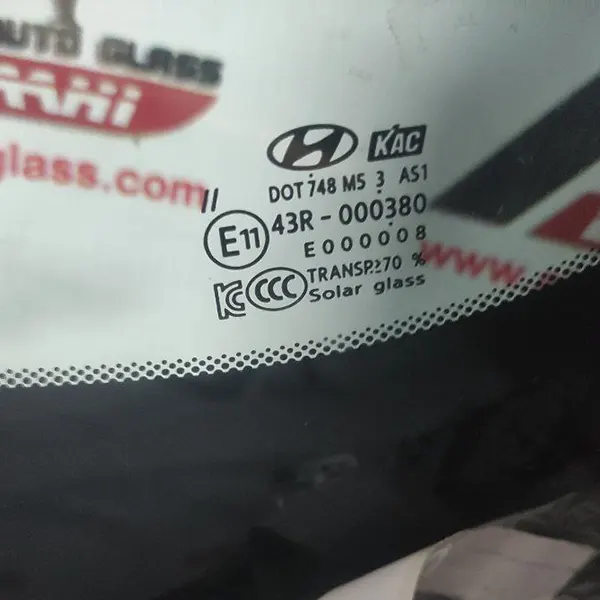 AUTO GLASS
glass.com
KAC
DOT 748 M5 3 AS1
//
E11
43R - 000380
E000008
www.
CCC
TRANSP.≥70 %
Solar glass